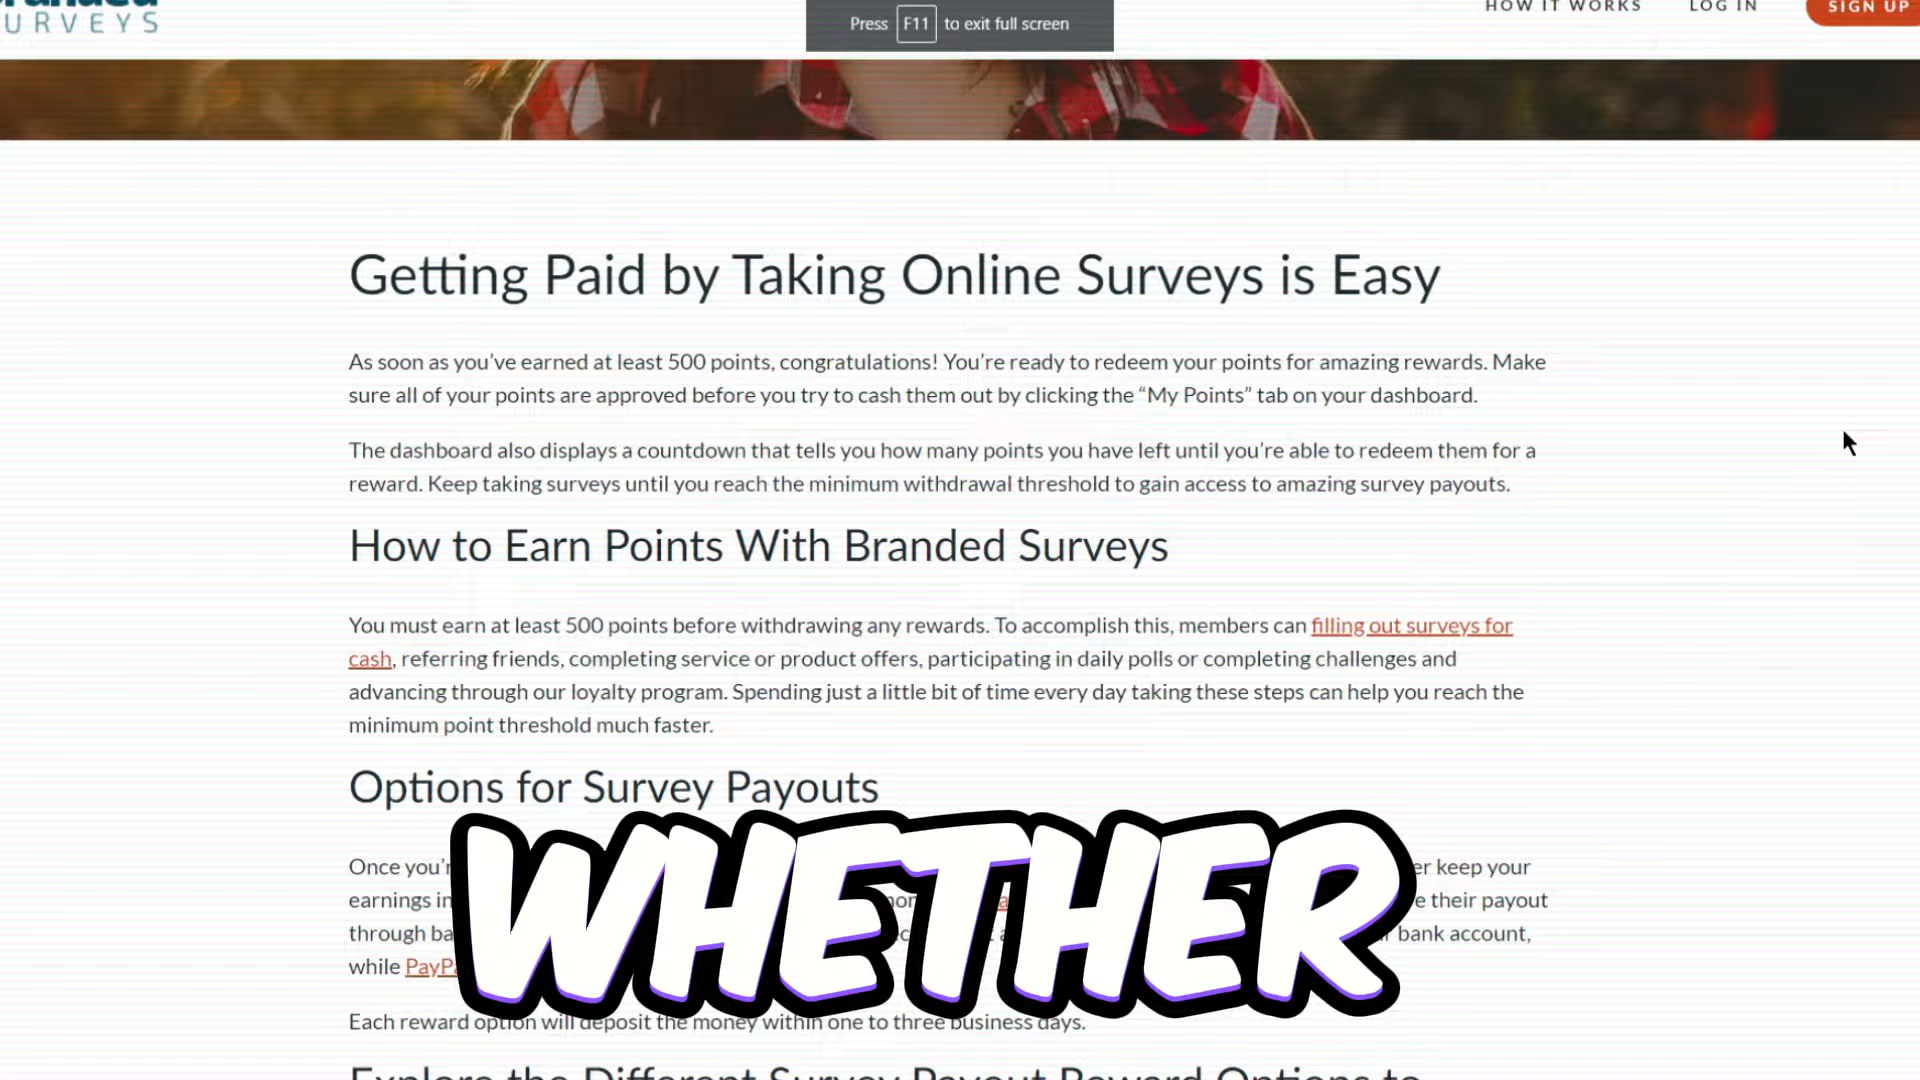 SURVEYS
Press F11 to exit full screen
HOW IT WORKS
LOG IN
SIGN UP
Getting Paid by Taking Online Surveys is Easy
As soon as you’ve earned at least 500 points, congratulations! You’re ready to redeem your points for amazing rewards. Make
sure all of your points are approved before you try to cash them out by clicking the “My Points” tab on your dashboard.
The dashboard also displays a countdown that tells you how many points you have left until you’re able to redeem them for a
reward. Keep taking surveys until you reach the minimum withdrawal threshold to gain access to amazing survey payouts.
How to Earn Points With Branded Surveys
You must earn at least 500 points before withdrawing any rewards. To accomplish this, members can filling out surveys for
cash, referring friends, completing service or product offers, participating in daily polls or completing challenges and
advancing through our loyalty program. Spending just a little bit of time every day taking these steps can help you reach the
minimum point threshold much faster.
Options for Survey Payouts
Once keep your
earnings their payout
through bank account,
while
WHETHER
Each reward option will deposit the money within one to three business days.
Explore the Different Survey Payout Reward Options to